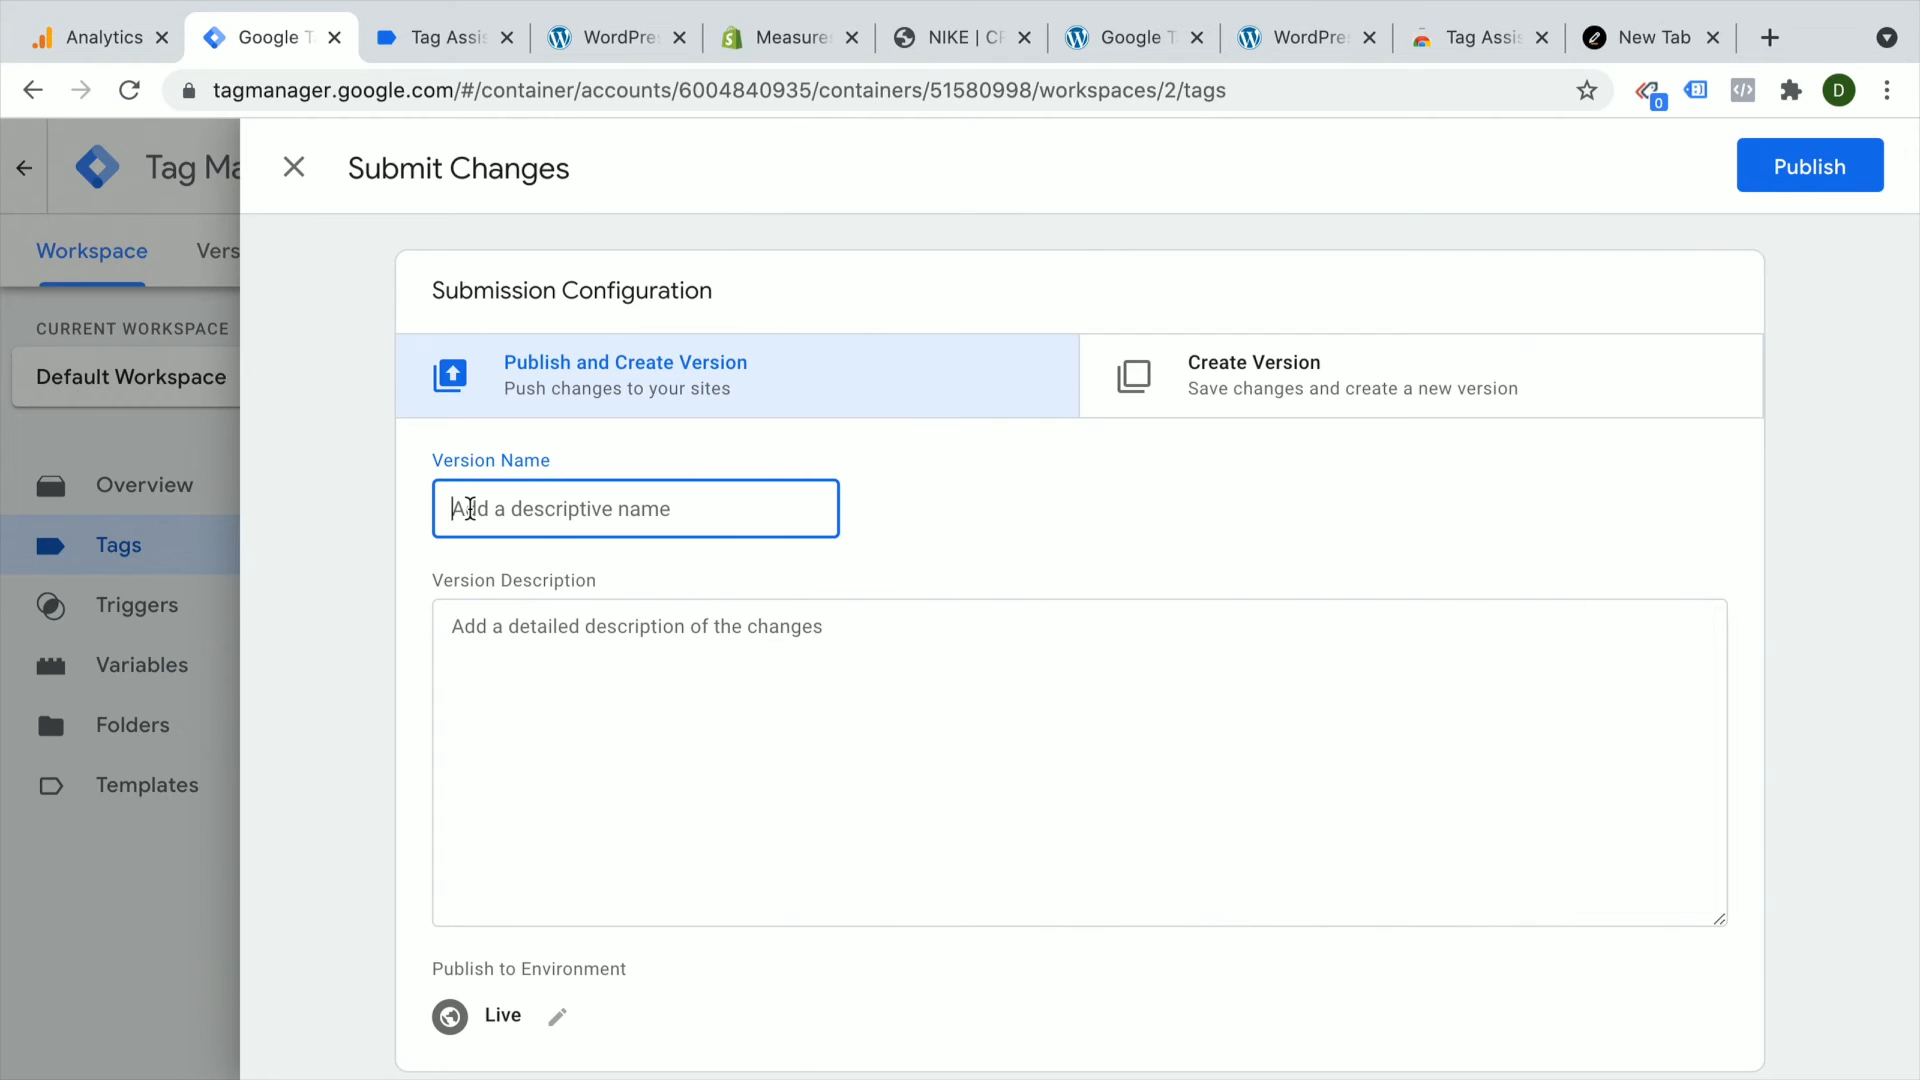 Analytics
Google T
Tag Assis
WordPre
Measure
NIKE | CF
Google T
WordPre
Tag Assis
New Tab
tagmanager.google.com/#/container/accounts/6004840935/containers/51580998/workspaces/2/tags
0
D
Tag Ma
Submit Changes
Publish
Workspace
Vers
CURRENT WORKSPACE
Default Workspace
Overview
Tags
Triggers
Variables
Folders
Templates
Submission Configuration
Publish and Create Version
Push changes to your sites
Create Version
Save changes and create a new version
Version Name
Add a descriptive name
Version Description
Add a detailed description of the changes
Publish to Environment
Live